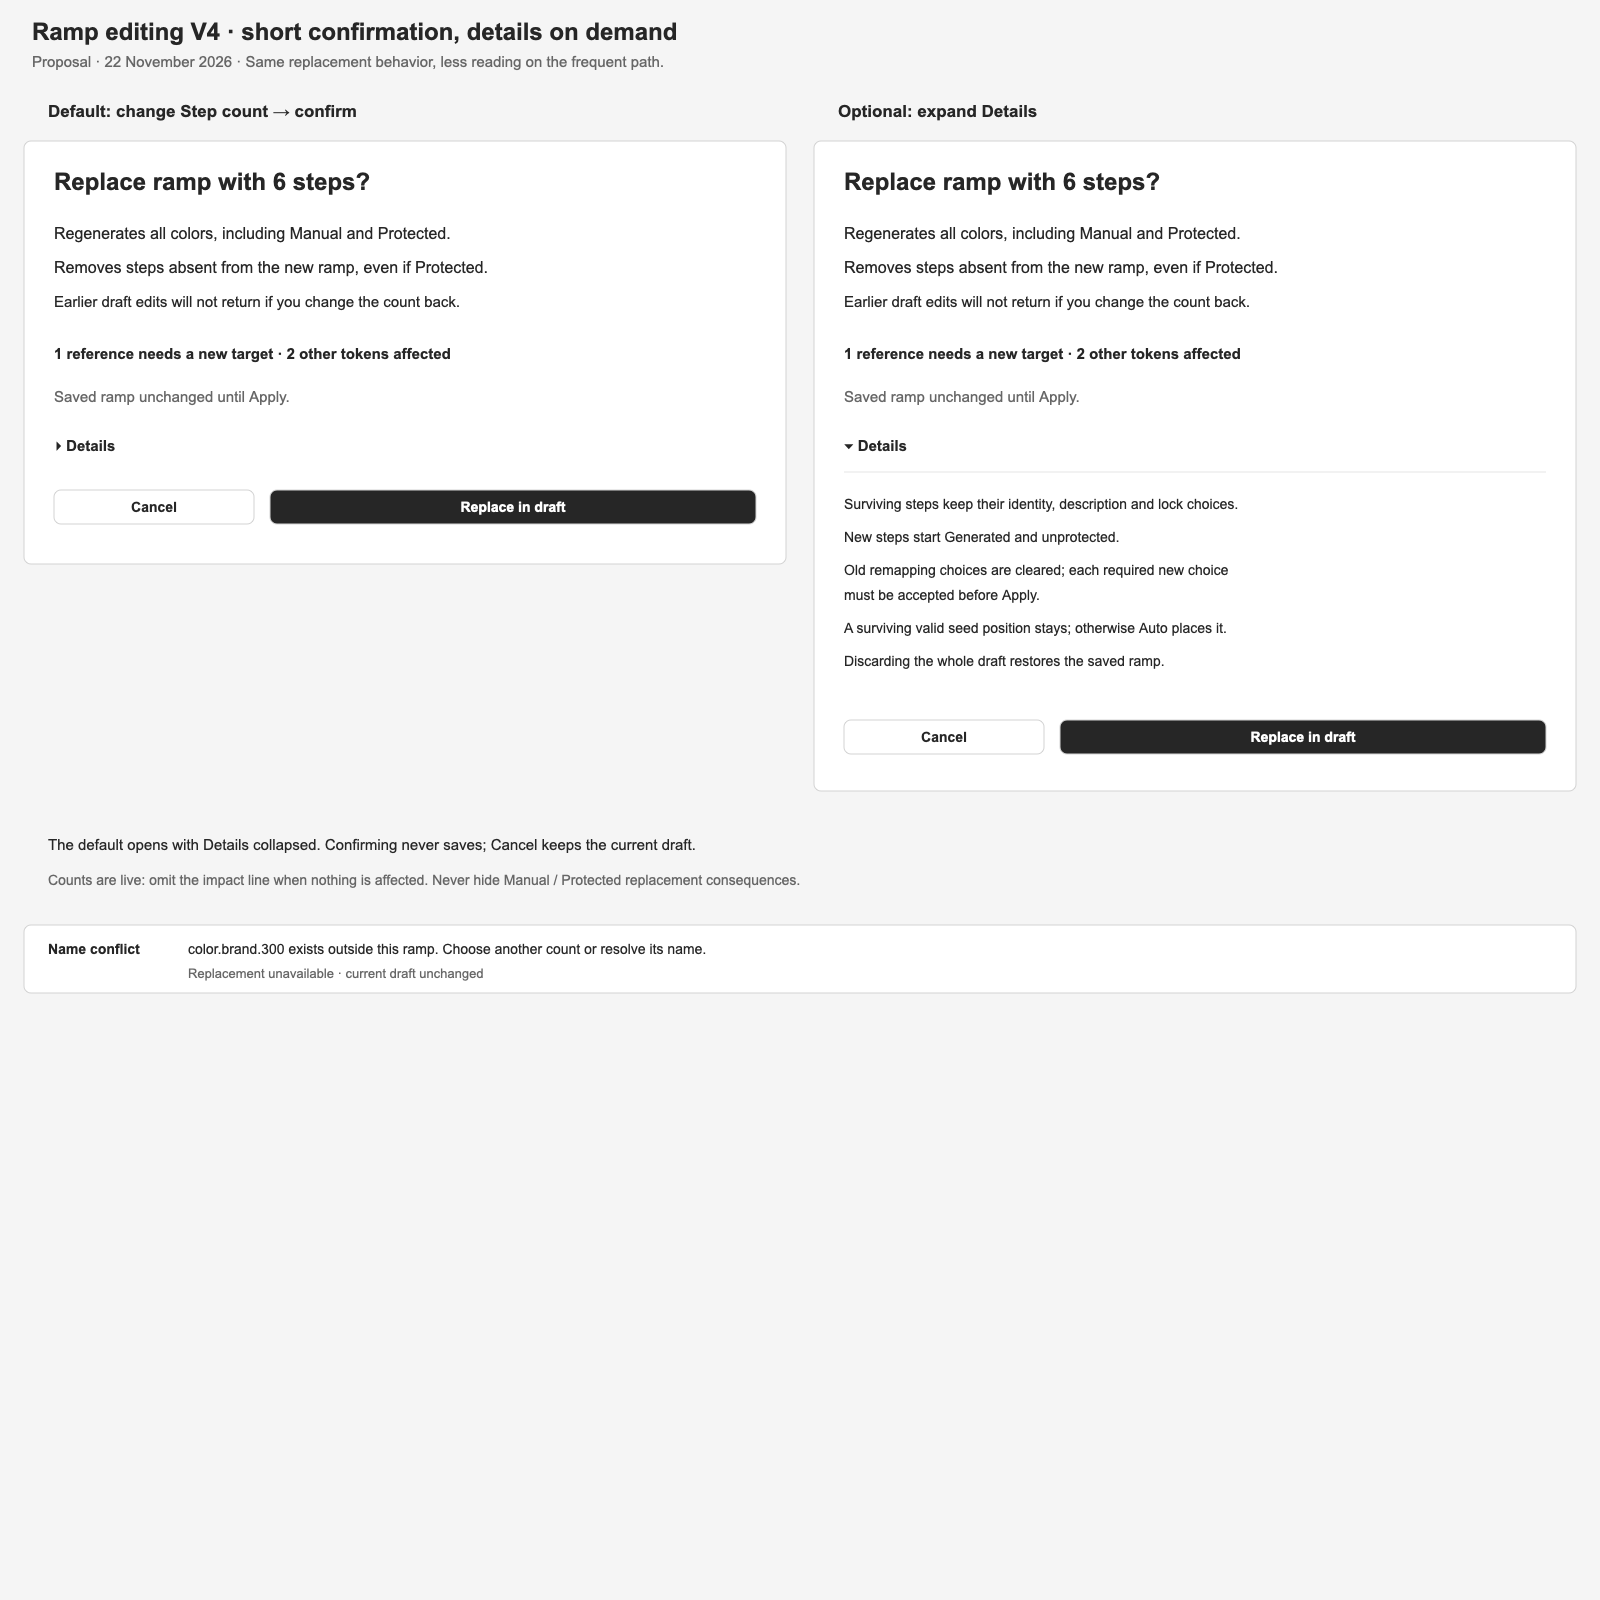 Ramp editing V4 · short confirmation, details on demand
Proposal · 22 November 2026 · Same replacement behavior, less reading on the frequent path.
Default: change Step count → confirm
Replace ramp with 6 steps?
Regenerates all colors, including Manual and Protected.
Removes steps absent from the new ramp, even if Protected.
Earlier draft edits will not return if you change the count back.
1 reference needs a new target · 2 other tokens affected
Saved ramp unchanged until Apply.
Details
Cancel
Replace in draft
Optional: expand Details
Replace ramp with 6 steps?
Regenerates all colors, including Manual and Protected.
Removes steps absent from the new ramp, even if Protected.
Earlier draft edits will not return if you change the count back.
1 reference needs a new target · 2 other tokens affected
Saved ramp unchanged until Apply.
Details
Surviving steps keep their identity, description and lock choices.
New steps start Generated and unprotected.
Old remapping choices are cleared; each required new choice
must be accepted before Apply.
A surviving valid seed position stays; otherwise Auto places it.
Discarding the whole draft restores the saved ramp.
Cancel
Replace in draft
The default opens with Details collapsed. Confirming never saves; Cancel keeps the current draft.
Counts are live: omit the impact line when nothing is affected. Never hide Manual / Protected replacement consequences.
Name conflict
color.brand.300 exists outside this ramp. Choose another count or resolve its name.
Replacement unavailable · current draft unchanged